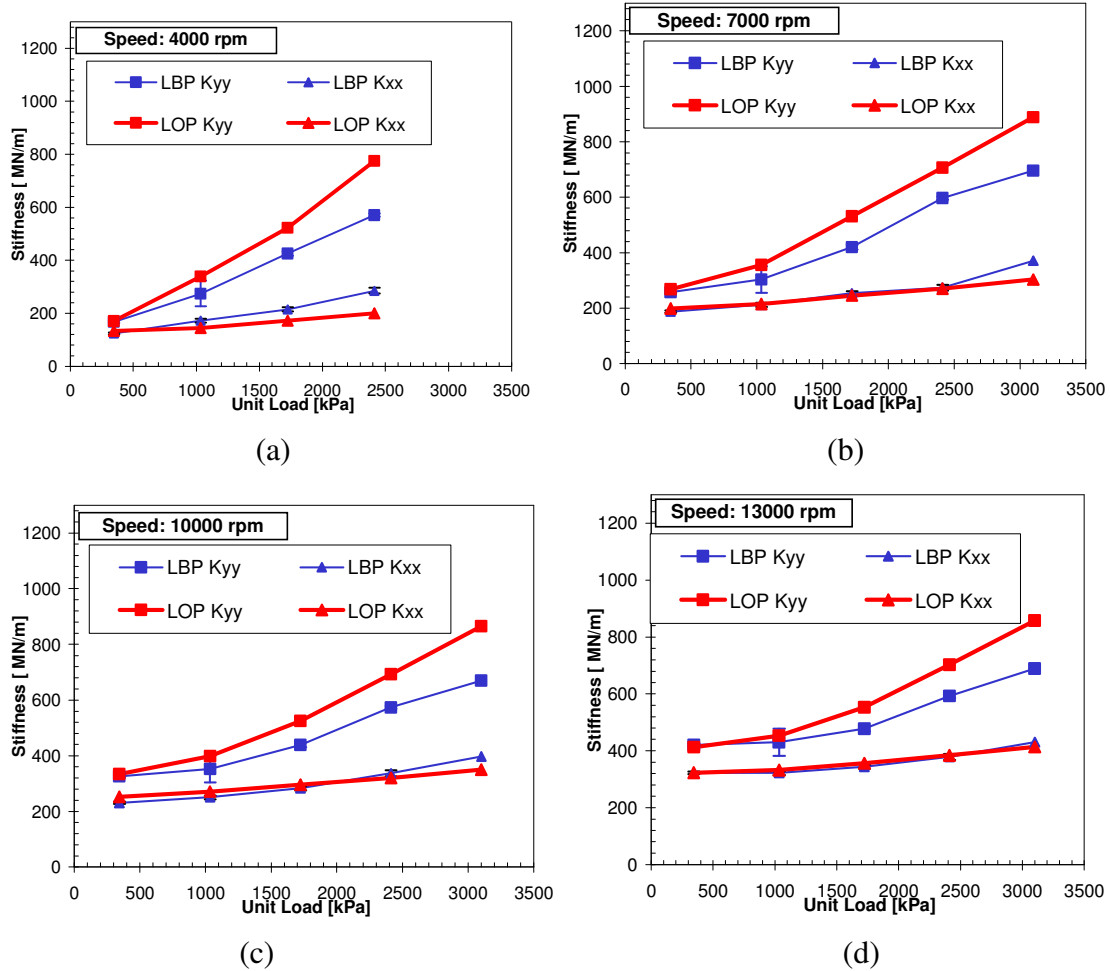 Speed: 4000 rpm
LBP Kyy
LBP Kxx
LOP Kyy
LOP Kxx
Stiffness [ MN/m]
1200
1000
800
600
400
200
0
0 500 1000 1500 2000 2500 3000 3500
Unit Load [kPa]
(a)
Speed: 7000 rpm
LBP Kyy
LBP Kxx
LOP Kyy
LOP Kxx
Stiffness [ MN/m]
1200
1000
800
600
400
200
0
0 500 1000 1500 2000 2500 3000 3500
Unit Load [kPa]
(b)
Speed: 10000 rpm
LBP Kyy
LBP Kxx
LOP Kyy
LOP Kxx
Stiffness [ MN/m]
1200
1000
800
600
400
200
0
0 500 1000 1500 2000 2500 3000 3500
Unit Load [kPa]
(c)
Speed: 13000 rpm
LBP Kyy
LBP Kxx
LOP Kyy
LOP Kxx
Stiffness [ MN/m]
1200
1000
800
600
400
200
0
0 500 1000 1500 2000 2500 3000 3500
Unit Load [kPa]
(d)